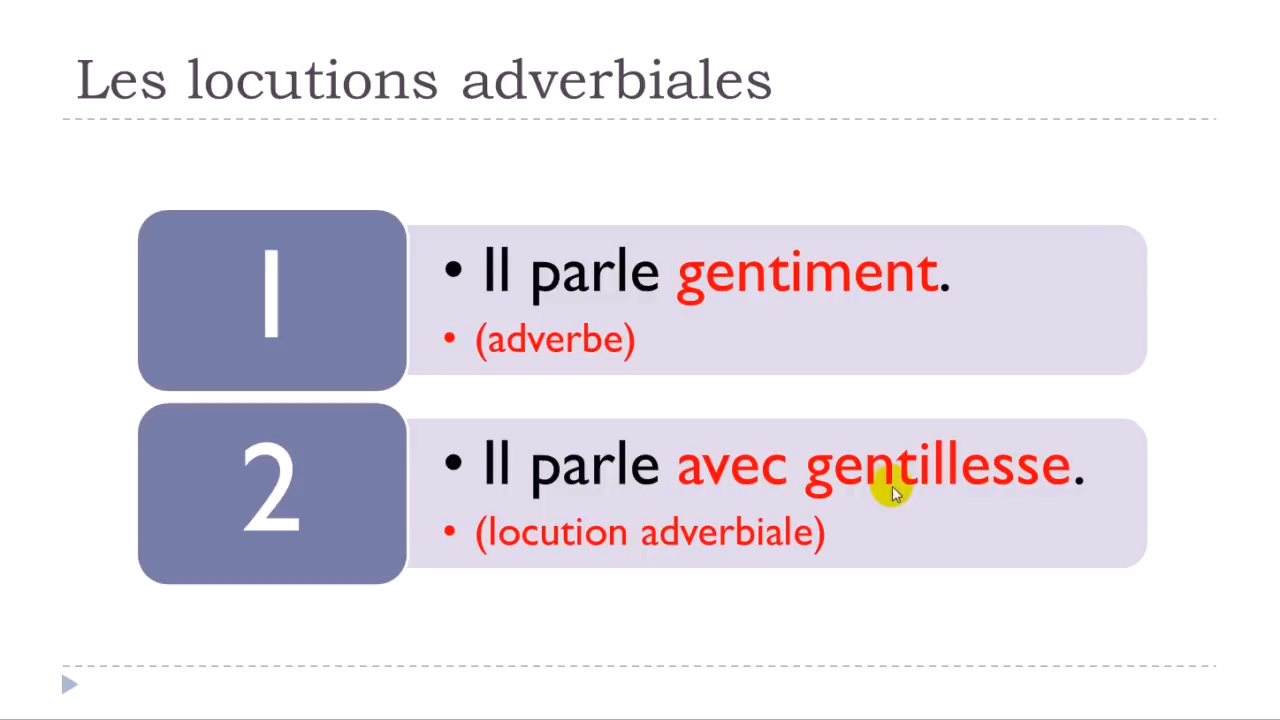 Les locutions adverbiales
1
• Il parle gentiment.
• (adverbe)
2
• Il parle avec gentillesse.
• (locution adverbiale)